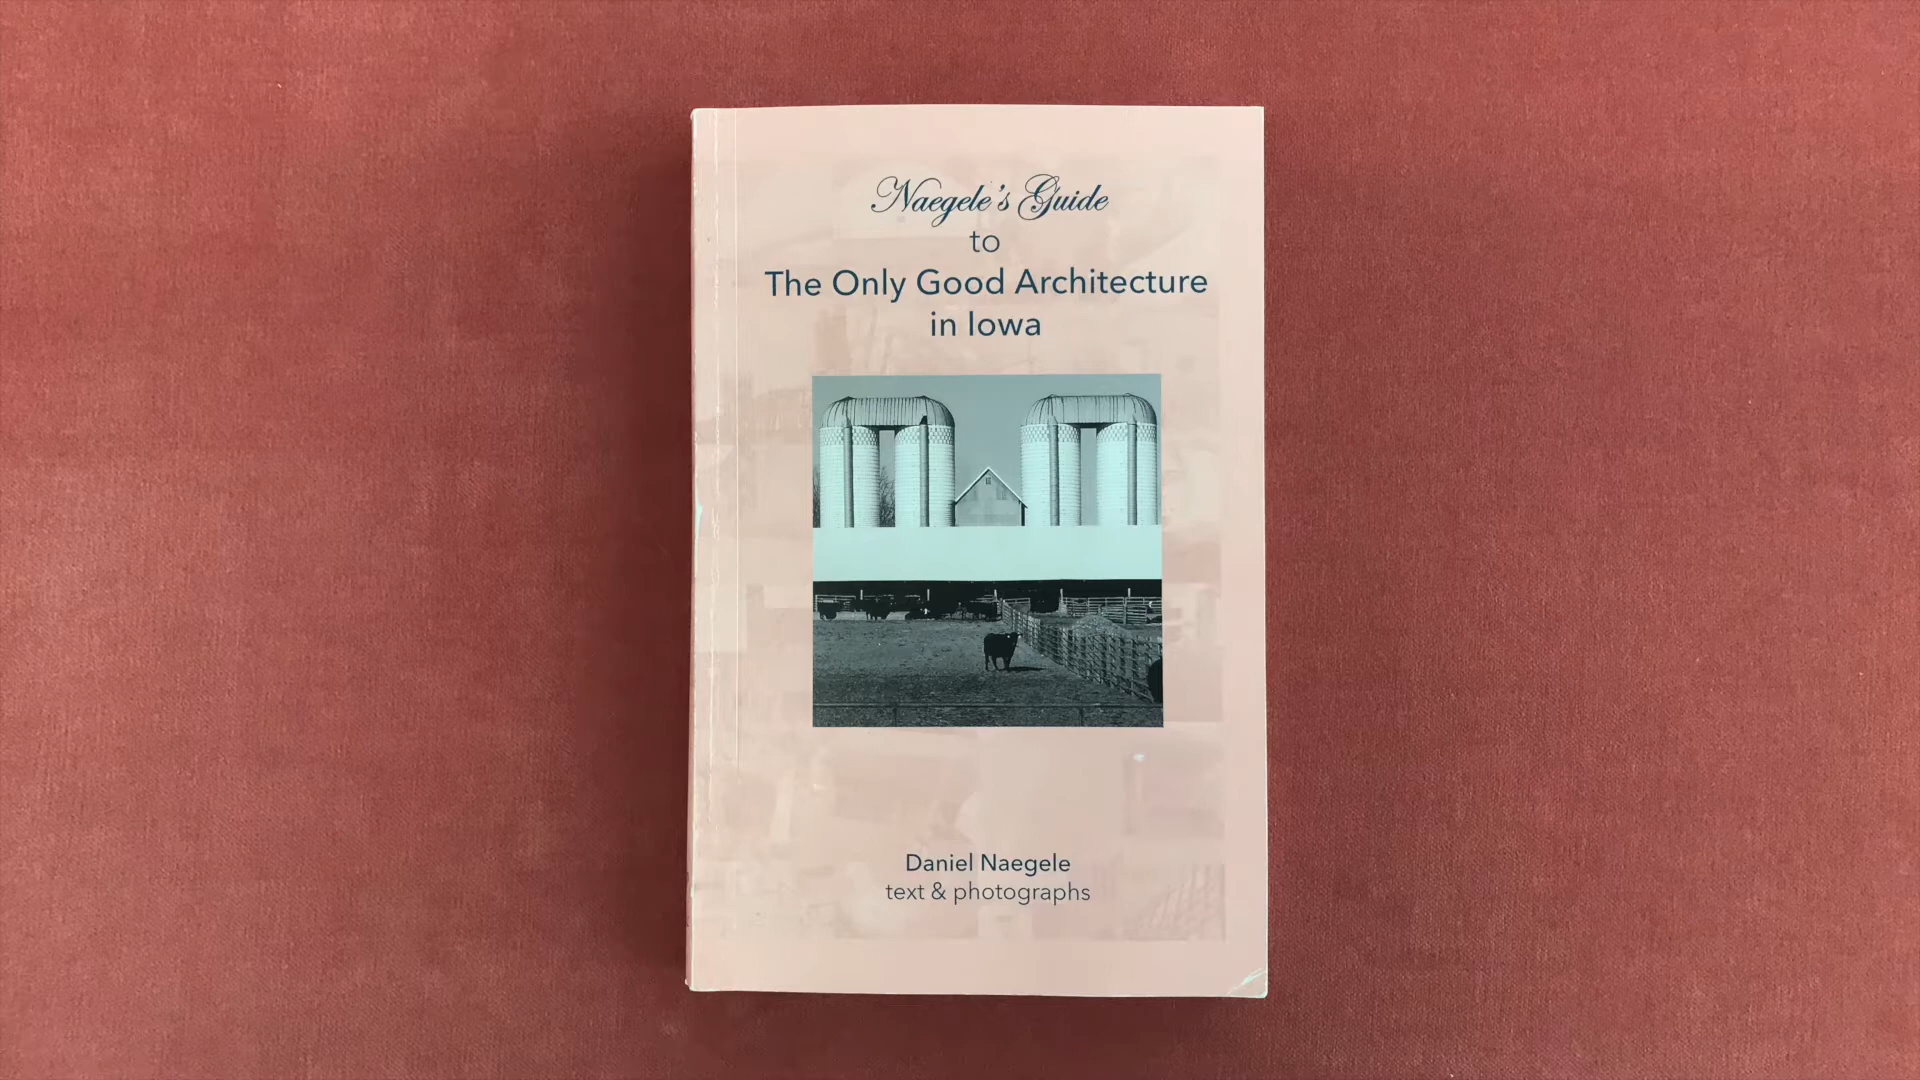 Naegele's Guide
to
The Only Good Architecture
in Iowa
Daniel Naegele
text & photographs